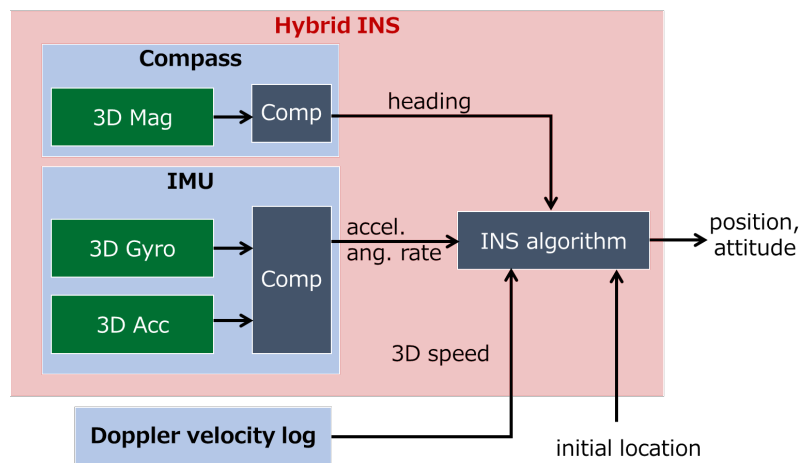 Hybrid INS
Compass
3D Mag
Comp
heading
IMU
3D Gyro
3D Acc
Comp
accel.
ang. rate
INS algorithm
position,
attitude
3D speed
Doppler velocity log
initial location